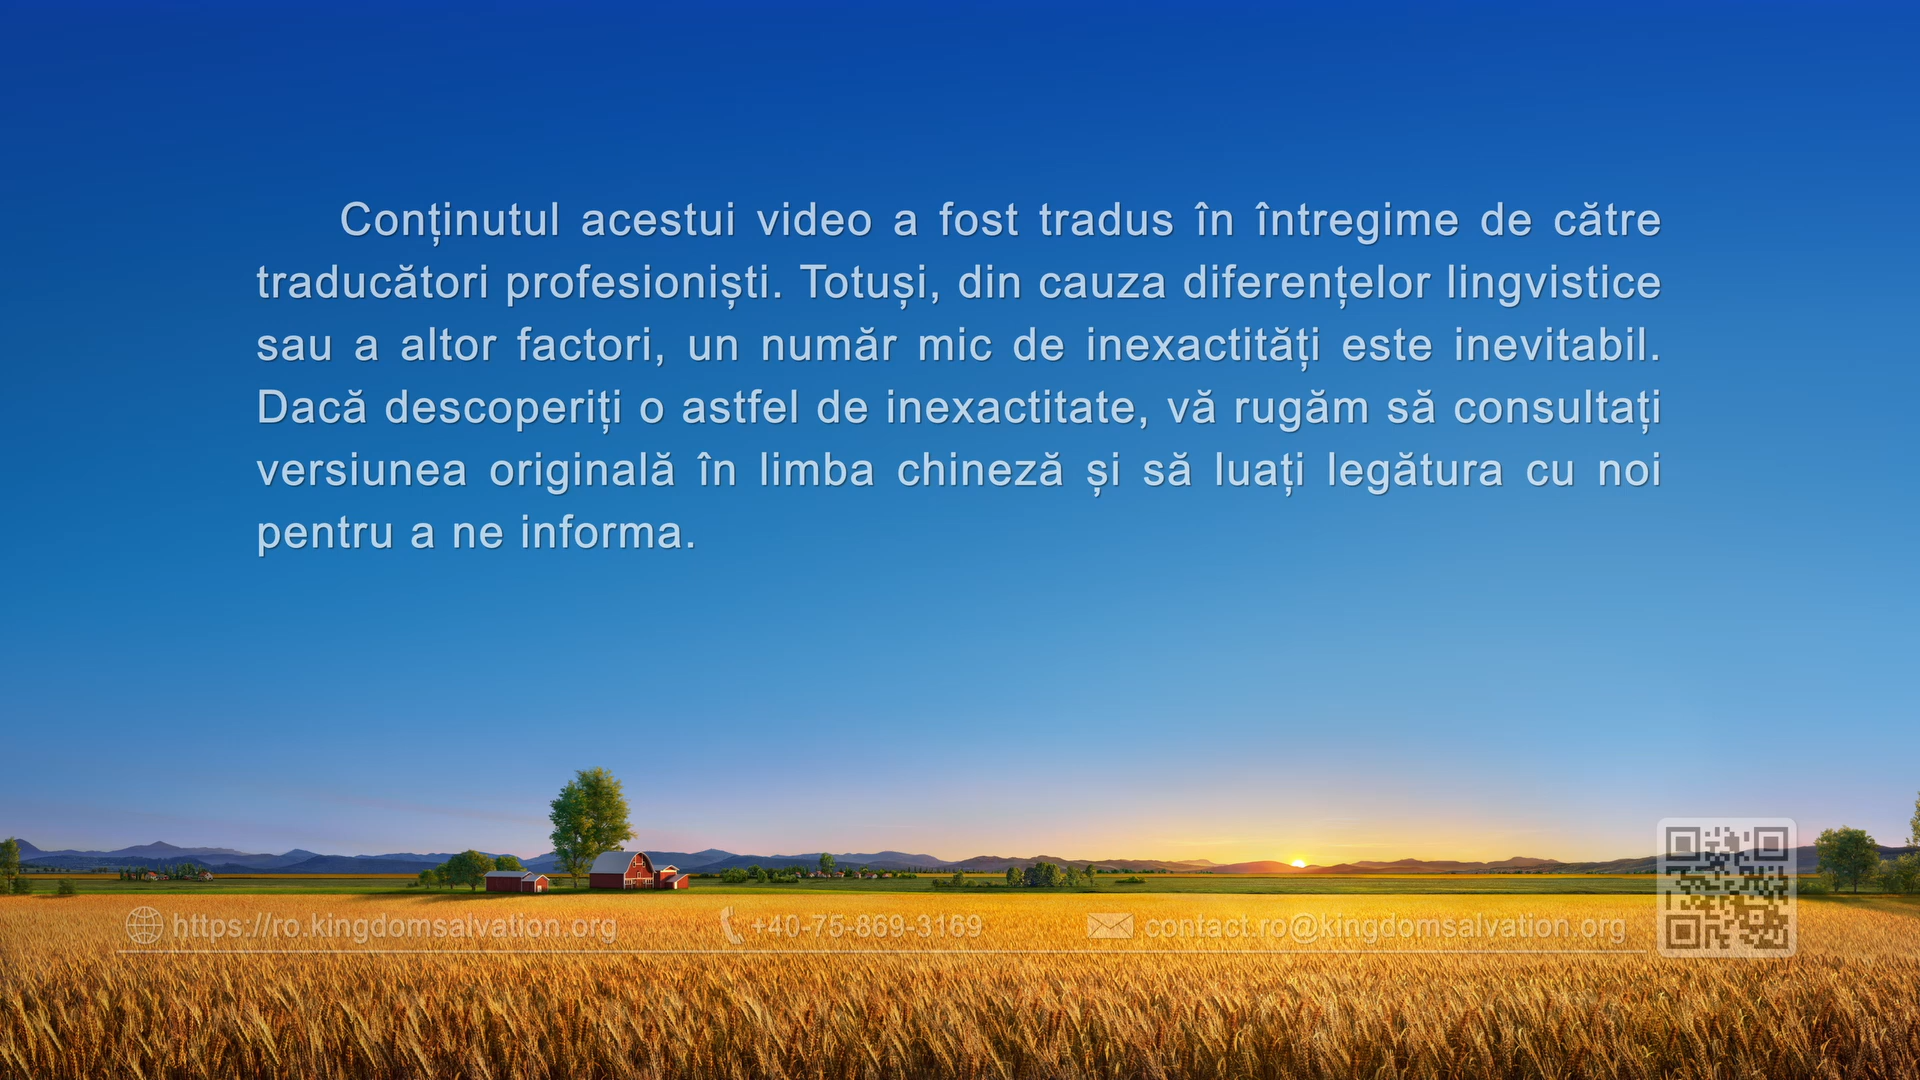 Conținutul acestui video a fost tradus în întregime de către
traducători profesioniști. Totuși, din cauza diferențelor lingvistice
sau a altor factori, un număr mic de inexactități este inevitabil.
Dacă descoperiți o astfel de inexactitate, vă rugăm să consultați
versiunea originală în limba chineză și să luați legătura cu noi
pentru a ne informa.
https://ro.kingdomsalvation.org +40-75-869-3169 contact.ro@kingdomsalvation.org